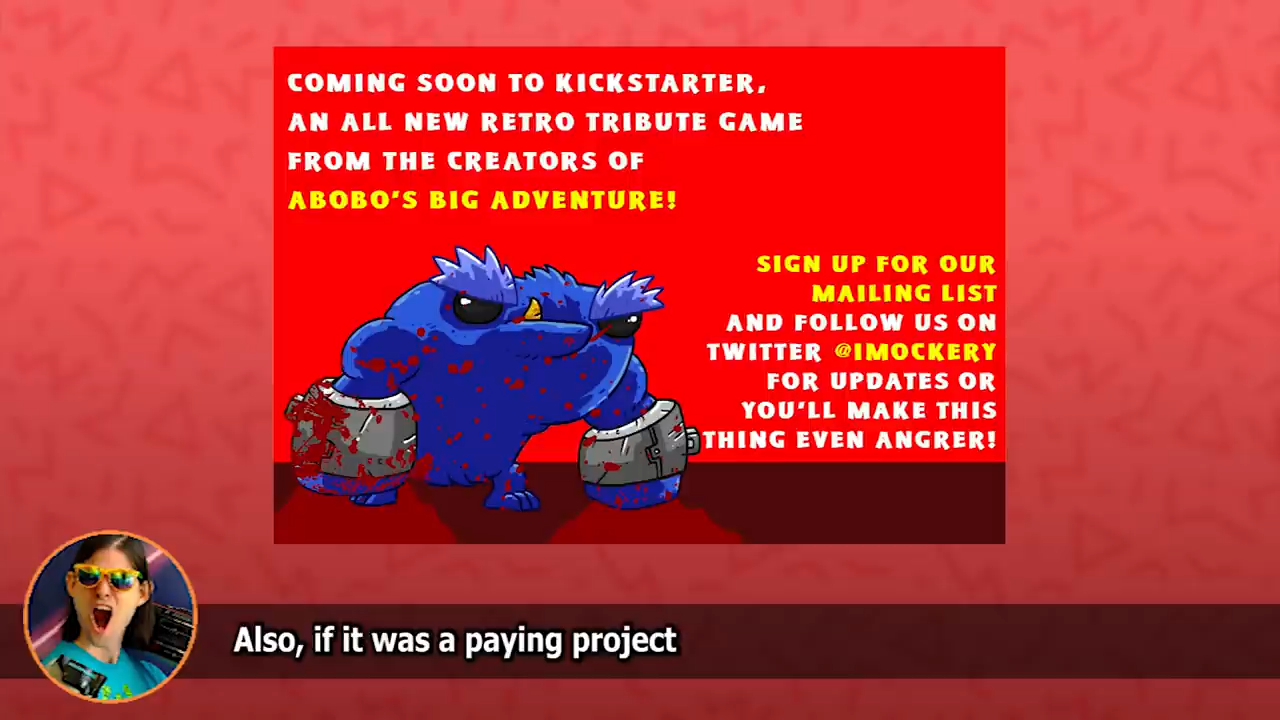 COMING SOON TO KICKSTARTER,
AN ALL NEW RETRO TRIBUTE GAME
FROM THE CREATORS OF
ABOBO'S BIG ADVENTURE!
SIGN UP FOR OUR
MAILING LIST
AND FOLLOW US ON
TWITTER @IMOCKERY
FOR UPDATES OR
YOU'LL MAKE THIS
THING EVEN ANGRER!
Also, if it was a paying project